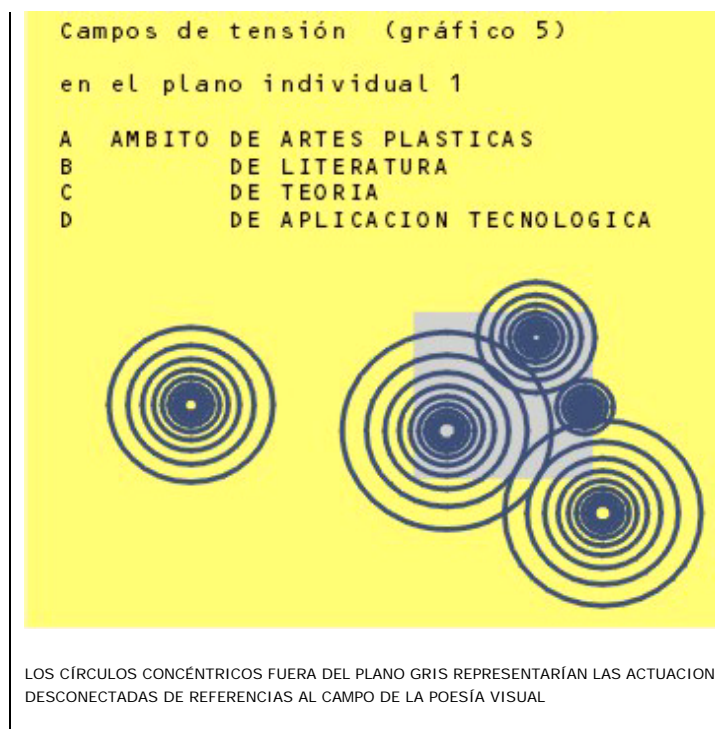 Campos de tensión (gráfico 5)
en el plano individual 1
A AMBITO DE ARTES PLASTICAS
B DE LITERATURA
C DE TEORIA
D DE APLICACION TECNOLOGICA
LOS CÍRCULOS CONCÉNTRICOS FUERA DEL PLANO GRIS REPRESENTARÍAN LAS ACTUACION
DESCONECTADAS DE REFERENCIAS AL CAMPO DE LA POESÍA VISUAL